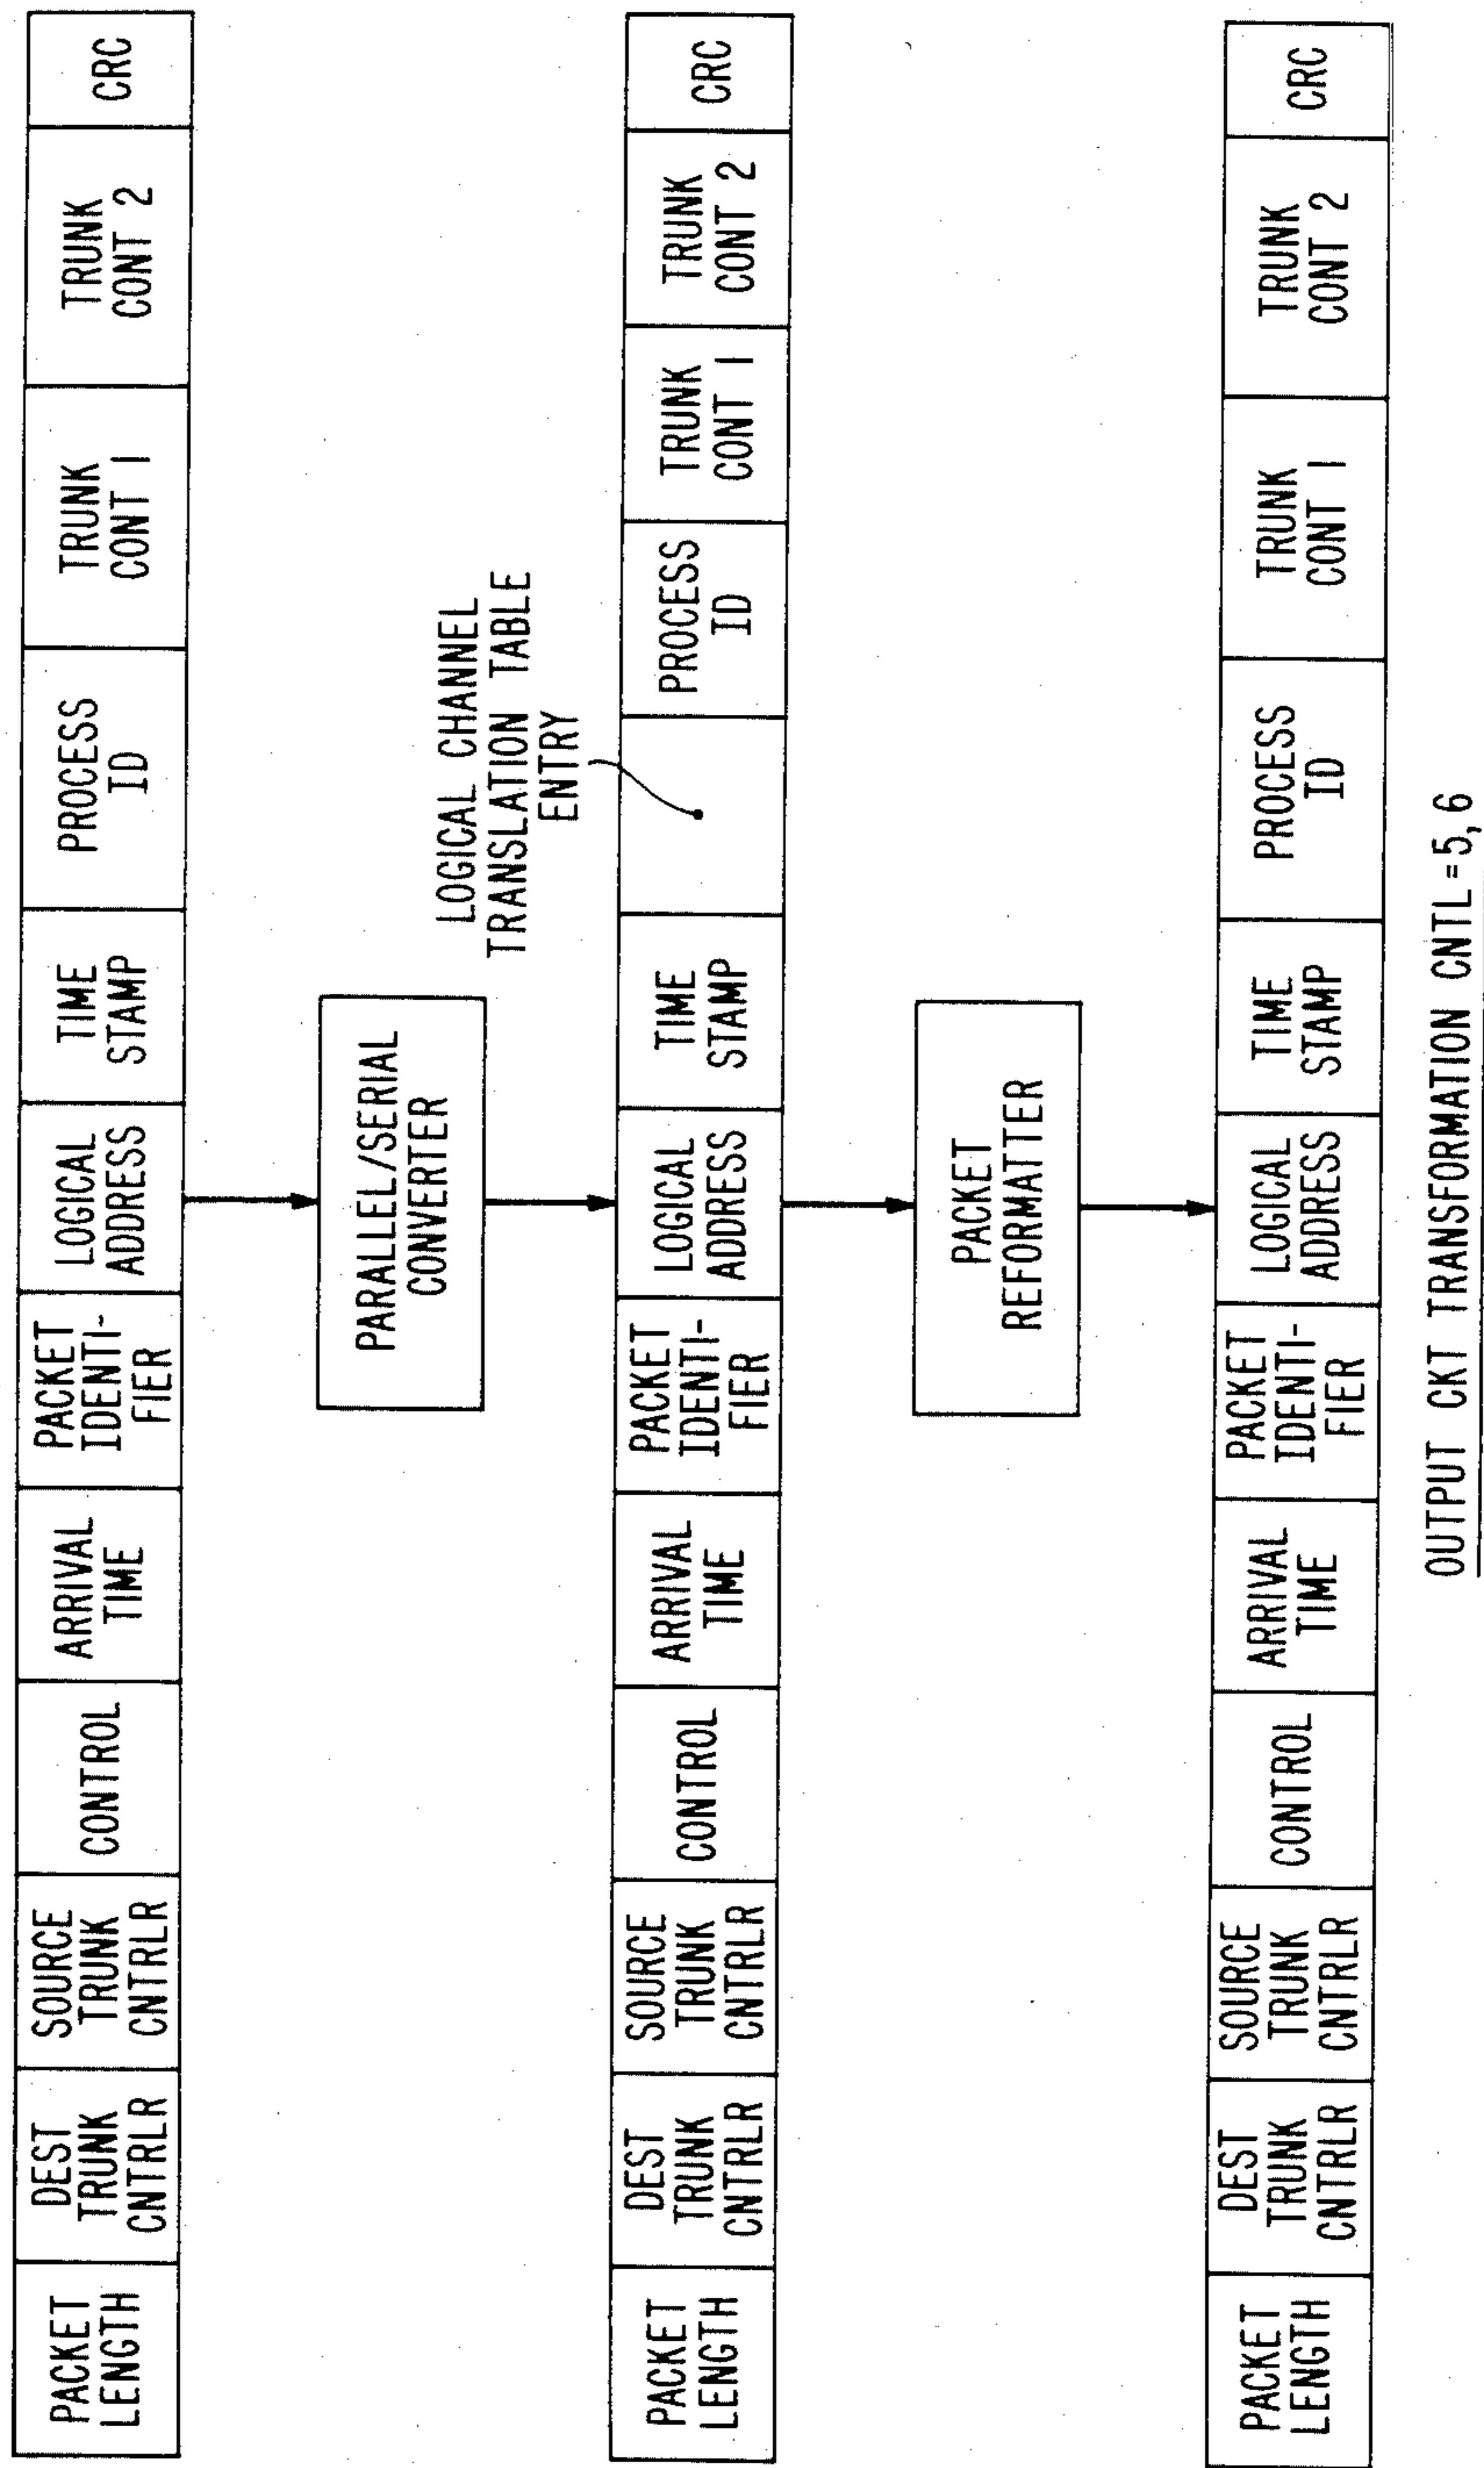 PACKET
LENGTH
DEST
TRUNK
CNTRLR
SOURCE
TRUNK
CNTRLR
CONTROL
ARRIVAL
TIME
PACKET
IDENTI-
FIER
LOGICAL
ADDRESS
TIME
STAMP
PROCESS
ID
TRUNK
CONT 1
TRUNK
CONT 2
CRC
PARALLEL/SERIAL
CONVERTER
LOGICAL CHANNEL
TRANSLATION TABLE
ENTRY
PACKET
LENGTH
DEST
TRUNK
CNTRLR
SOURCE
TRUNK
CNTRLR
CONTROL
ARRIVAL
TIME
PACKET
IDENTI-
FIER
LOGICAL
ADDRESS
TIME
STAMP
PROCESS
ID
TRUNK
CONT 1
TRUNK
CONT 2
CRC
PACKET
REFORMATTER
PACKET
LENGTH
DEST
TRUNK
CNTRLR
SOURCE
TRUNK
CNTRLR
CONTROL
ARRIVAL
TIME
PACKET
IDENTI-
FIER
LOGICAL
ADDRESS
TIME
STAMP
PROCESS
ID
TRUNK
CONT 1
TRUNK
CONT 2
CRC
OUTPUT CKT TRANSFORMATION CNTL = 5, 6